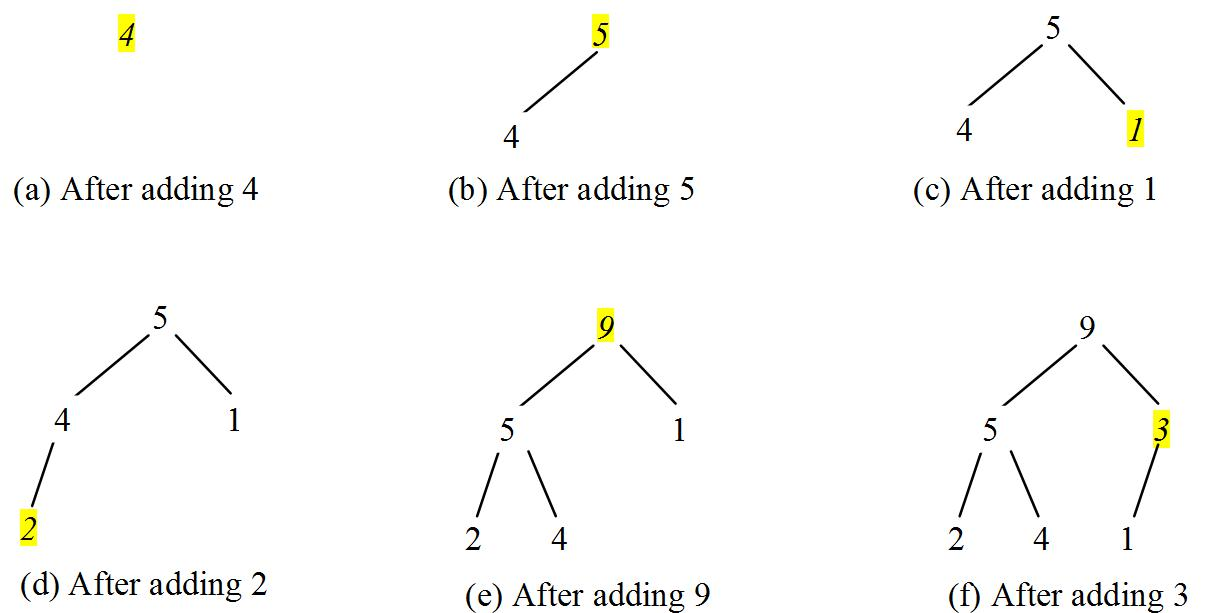 4
5
4
5
4 1
(a) After adding 4
(b) After adding 5
(c) After adding 1
5
4 1
2
(d) After adding 2
9
5 1
2 4
(e) After adding 9
9
5 3
2 4 1
(f) After adding 3